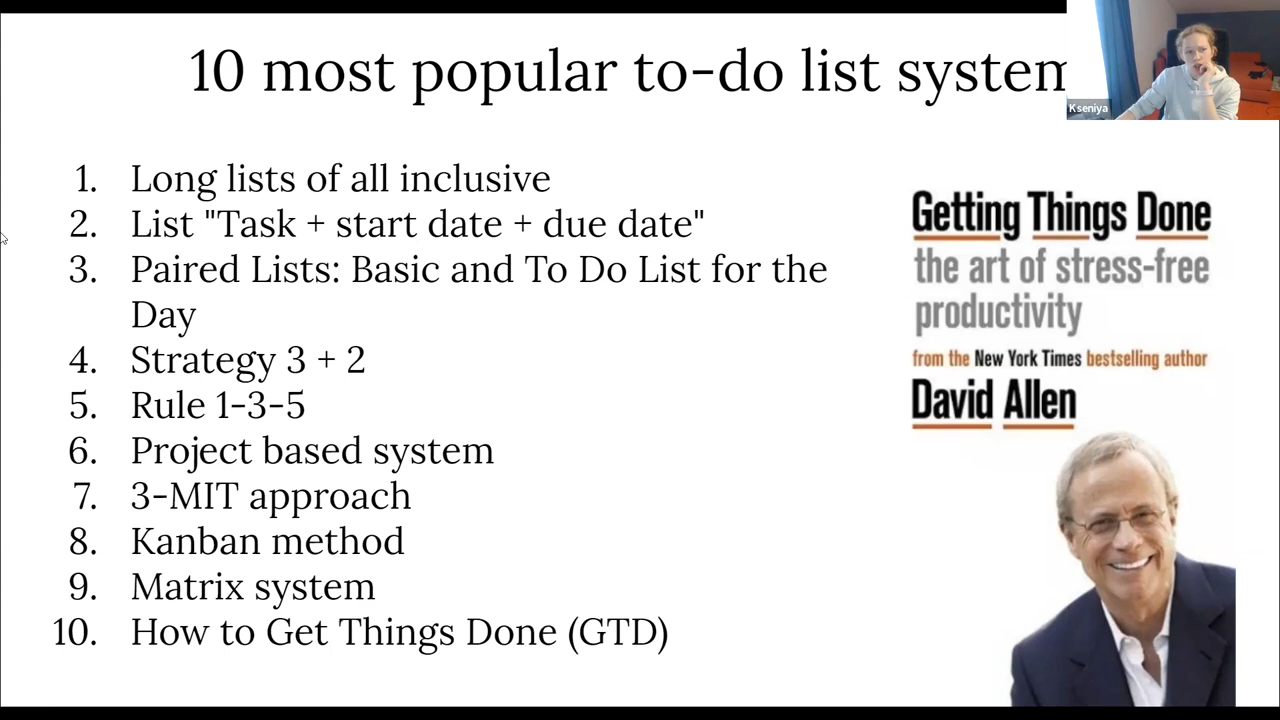 10 most popular to-do list system
Kseniya
1. Long lists of all inclusive
2. List "Task + start date + due date"
3. Paired Lists: Basic and To Do List for the
Day
4. Strategy 3 + 2
5. Rule 1-3-5
6. Project based system
7. 3-MIT approach
8. Kanban method
9. Matrix system
10. How to Get Things Done (GTD)
Getting Things Done
the art of stress-free
productivity
from the New York Times bestselling author
David Allen